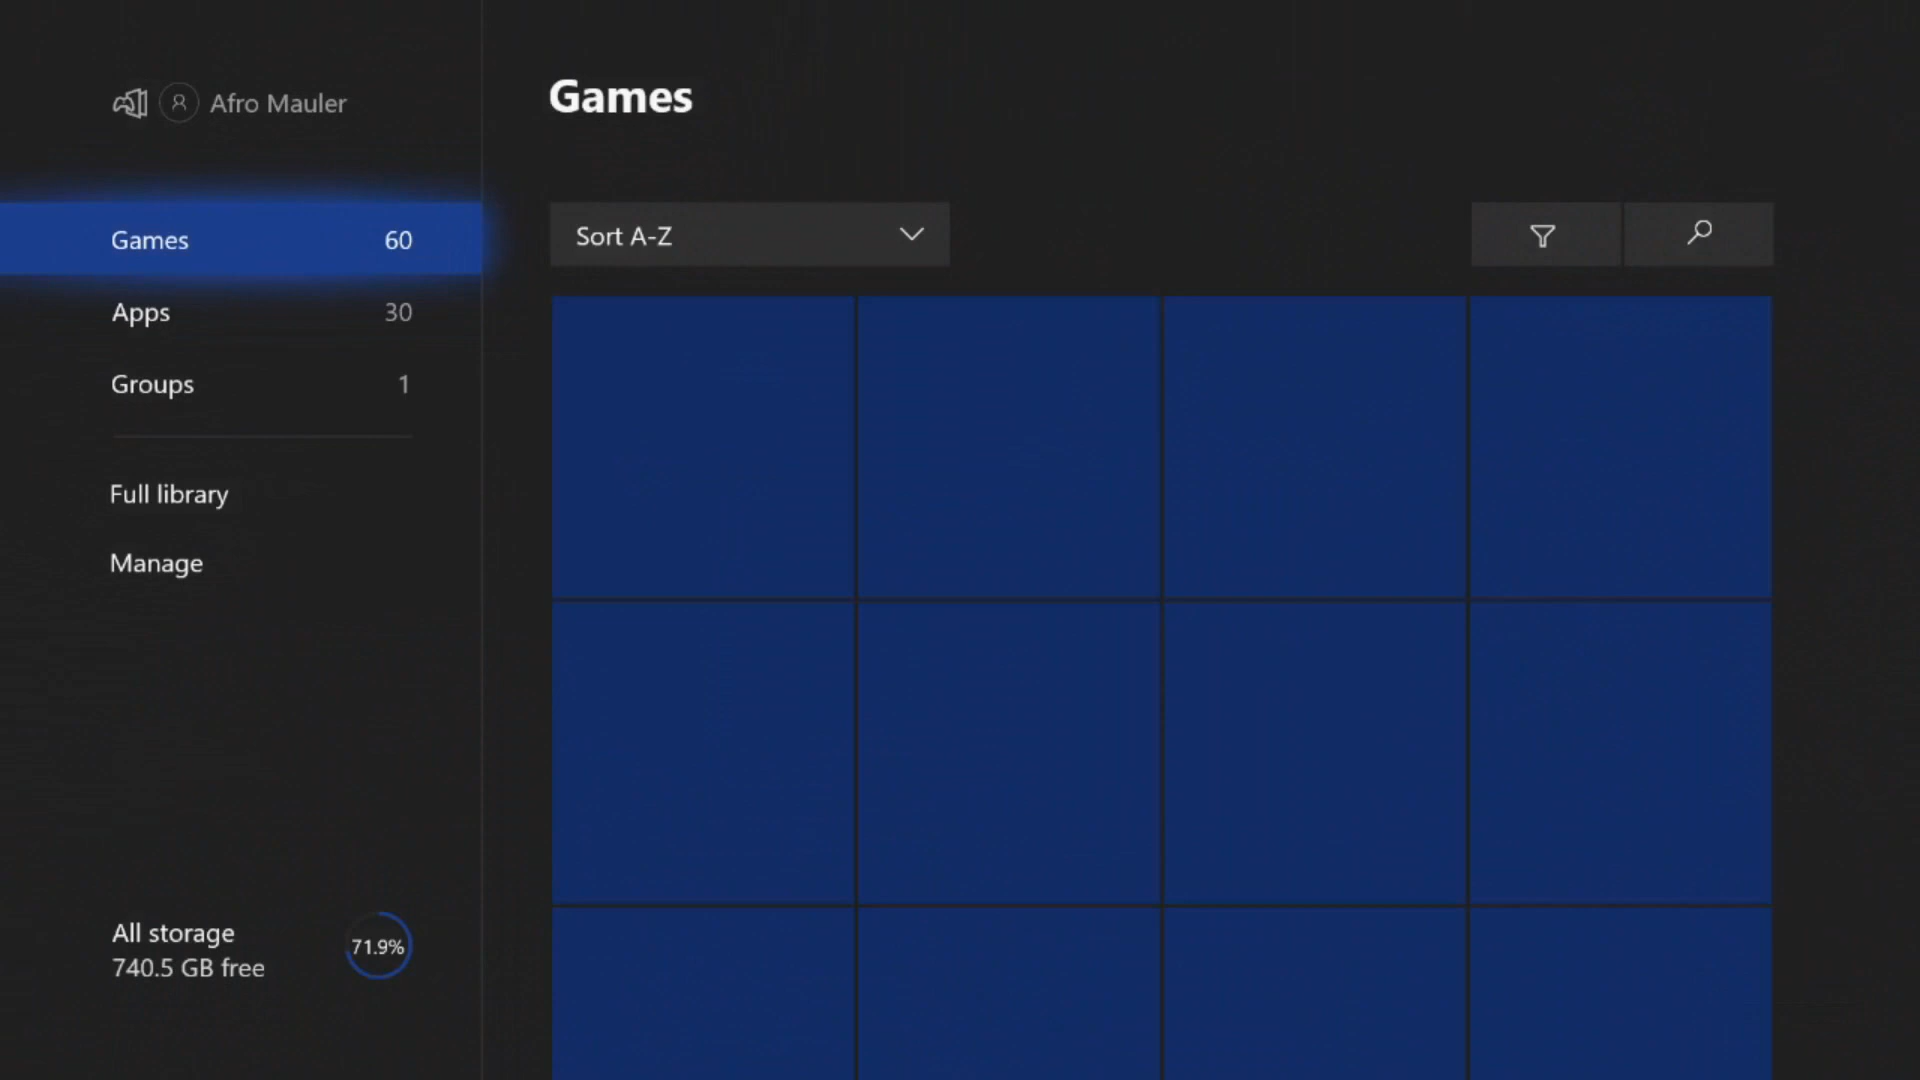 Afro Mauler
Games 60
Apps 30
Groups 1
Full library
Manage
All storage
740.5 GB free
71.9%
Games
Sort A-Z